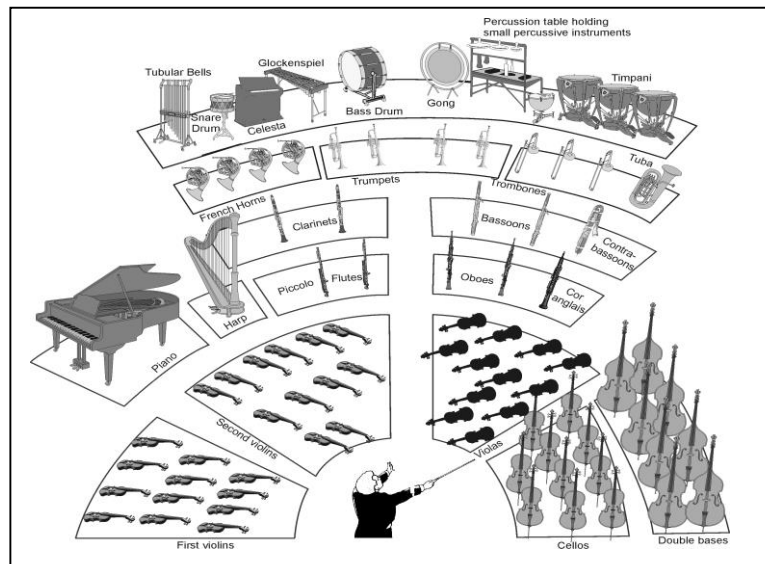 Percussion table holding
small percussive instruments
Glockenspiel
Tubular Bells
Timpani
Snare
Drum
Celesta
Bass Drum
Gong
Tuba
Trumpets
Trombones
French Horns
Clarinets
Bassoons
Contra-
bassoons
Piccolo
Flutes
Oboes
Cor
anglais
Harp
Piano
Second violins
Violas
First violins
Cellos
Double bases